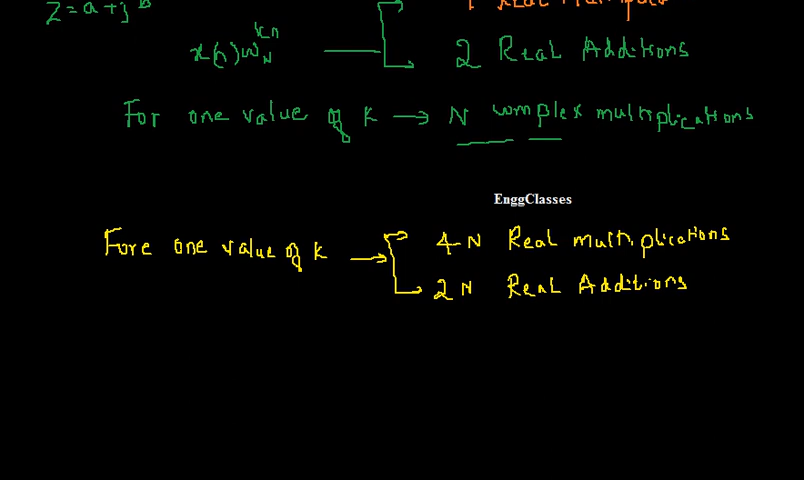 Z = a + j B
x(n) W_N^{kn}
2 Real Additions
For one value of K → N complex multiplications
EnggClasses
Fore one value of K → 4N Real multiplications
2N Real Additions